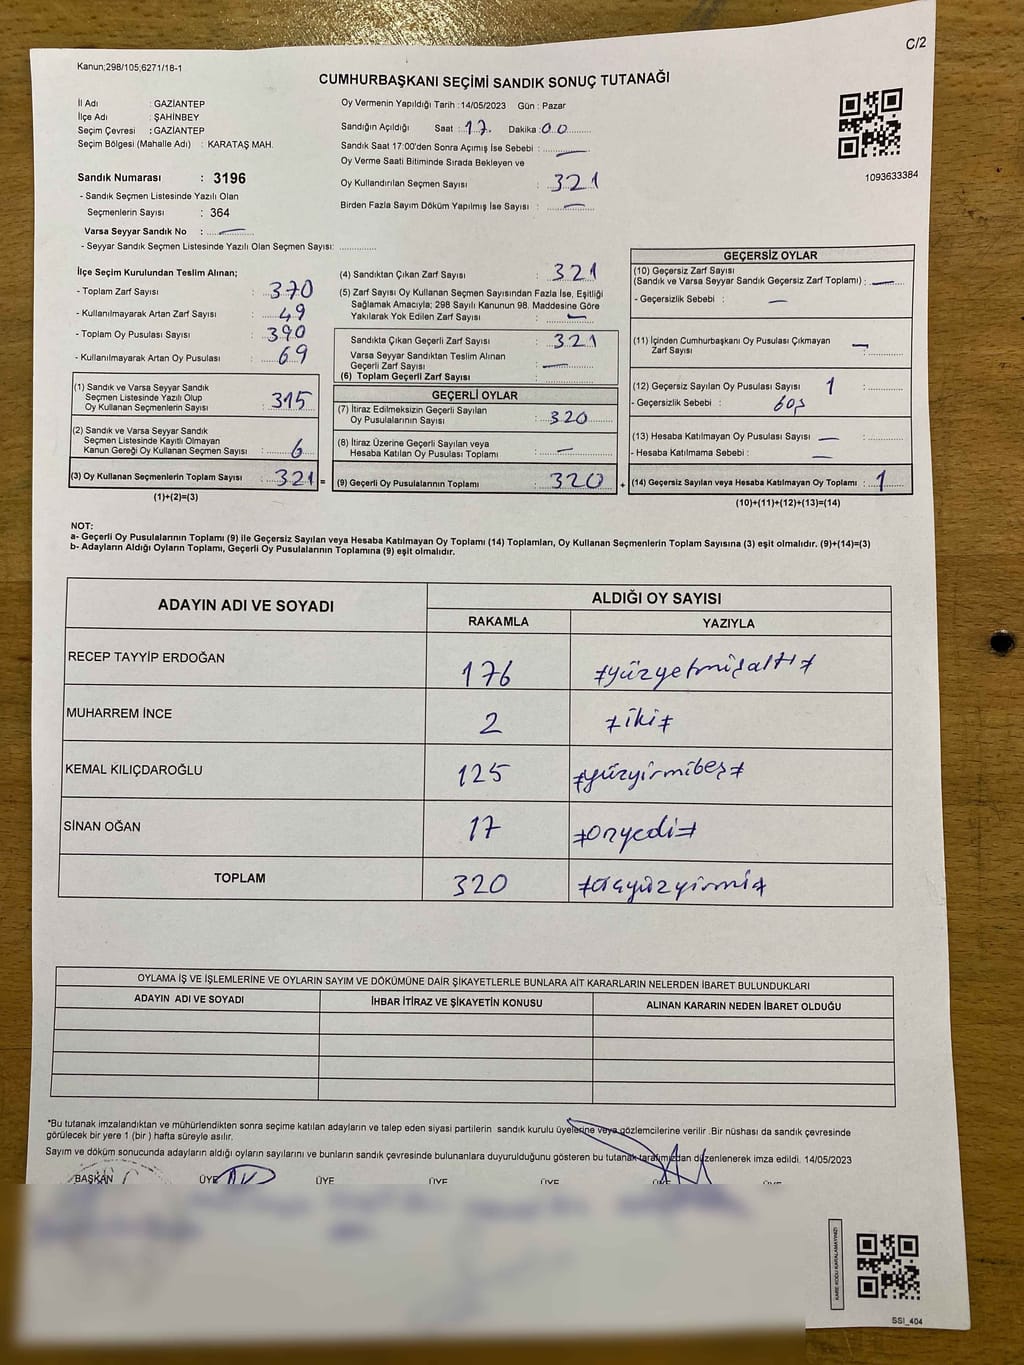 C/2
Kanun;298/105;6271/18-1
CUMHURBAŞKANI SEÇİMİ SANDIK SONUÇ TUTANAĞI
İl Adı : GAZİANTEP
İlçe Adı : ŞAHİNBEY
Seçim Çevresi : GAZİANTEP
Seçim Bölgesi (Mahalle Adı) : KARATAŞ MAH.
Sandık Numarası : 3196
- Sandık Seçmen Listesinde Yazılı Olan
Seçmenlerin Sayısı : 364
Varsa Seyyar Sandık No : —
- Seyyar Sandık Seçmen Listesinde Yazılı Olan Seçmen Sayısı: ..............
Oy Vermenin Yapıldığı Tarih :14/05/2023 Gün : Pazar
Sandığın Açıldığı Saat : 17. Dakika : 00
Sandık Saat 17:00'den Sonra Açımış İse Sebebi : —
Oy Verme Saati Bitiminde Sırada Bekleyen ve
Oy Kullandırılan Seçmen Sayısı : 321
Birden Fazla Sayım Döküm Yapılmış İse Sayısı : —
1093633384
İlçe Seçim Kurulundan Teslim Alınan;
- Toplam Zarf Sayısı : 370
- Kullanılmayarak Artan Zarf Sayısı : 49
- Toplam Oy Pusulası Sayısı : 390
- Kullanılmayarak Artan Oy Pusulası : 69
(1) Sandık ve Varsa Seyyar Sandık
Seçmen Listesinde Yazılı Olup
Oy Kullanan Seçmenlerin Sayısı : 315
(2) Sandık ve Varsa Seyyar Sandık
Seçmen Listesinde Kayıtlı Olmayan
Kanun Gereği Oy Kullanan Seçmen Sayısı : 6
(3) Oy Kullanan Seçmenlerin Toplam Sayısı : 321 =
(1)+(2)=(3)
(4) Sandıktan Çıkan Zarf Sayısı : 321
(5) Zarf Sayısı Oy Kullanan Seçmen Sayısından Fazla İse, Eşitliği
Sağlamak Amacıyla; 298 Sayılı Kanunun 98. Maddesine Göre
Yakılarak Yok Edilen Zarf Sayısı : —
Sandıkta Çıkan Geçerli Zarf Sayısı : 321
Varsa Seyyar Sandıktan Teslim Alınan
Geçerli Zarf Sayısı : —
(6) Toplam Geçerli Zarf Sayısı :
GEÇERLİ OYLAR
(7) İtiraz Edilmeksizin Geçerli Sayılan
Oy Pusulalarının Sayısı : 320
(8) İtiraz Üzerine Geçerli Sayılan veya
Hesaba Katılan Oy Pusulası Toplamı : —
(9) Geçerli Oy Pusulalarının Toplamı : 320 +
GEÇERSİZ OYLAR
(10) Geçersiz Zarf Sayısı
(Sandık ve Varsa Seyyar Sandık Geçersiz Zarf Toplamı) : —
- Geçersizlik Sebebi : —
(11) İçinden Cumhurbaşkanı Oy Pusulası Çıkmayan
Zarf Sayısı —
(12) Geçersiz Sayılan Oy Pusulası Sayısı 1
- Geçersizlik Sebebi : boş
(13) Hesaba Katılmayan Oy Pusulası Sayısı —
- Hesaba Katılmama Sebebi : —
(14) Geçersiz Sayılan veya Hesaba Katılmayan Oy Toplamı : 1
(10)+(11)+(12)+(13)=(14)
NOT:
a- Geçerli Oy Pusulalarının Toplamı (9) ile Geçersiz Sayılan veya Hesaba Katılmayan Oy Toplamı (14) Toplamları, Oy Kullanan Seçmenlerin Toplam Sayısına (3) eşit olmalıdır. (9)+(14)=(3)
b- Adayların Aldığı Oyların Toplamı, Geçerli Oy Pusulalarının Toplamına (9) eşit olmalıdır.
ADAYIN ADI VE SOYADI ALDIĞI OY SAYISI
RAKAMLA YAZIYLA
RECEP TAYYİP ERDOĞAN 176 #yüzyetmişaltı#
MUHARREM İNCE 2 #iki#
KEMAL KILIÇDAROĞLU 125 #yüzyirmibeş#
SİNAN OĞAN 17 #onyedi#
TOPLAM 320 #üçyüzyirmi#
OYLAMA İŞ VE İŞLEMLERİNE VE OYLARIN SAYIM VE DÖKÜMÜNE DAİR ŞİKAYETLERLE BUNLARA AİT KARARLARIN NELERDEN İBARET BULUNDUKLARI
ADAYIN ADI VE SOYADI İHBAR İTİRAZ VE ŞİKAYETİN KONUSU ALINAN KARARIN NEDEN İBARET OLDUĞU
*Bu tutanak imzalandıktan ve mühürlendikten sonra seçime katılan adayların ve talep eden siyasi partilerin sandık kurulu üyelerine veya gözlemcilerine verilir .Bir nüshası da sandık çevresinde
görülecek bir yere 1 (bir ) hafta süreyle asılır.
Sayım ve döküm sonucunda adayların aldığı oyların sayılarını ve bunların sandık çevresinde bulunanlara duyurulduğunu gösteren bu tutanak tarafımızdan düzenlenerek imza edildi. 14/05/2023
BAŞKAN ÜYE ÜYE ÜYE ÜYE ÜYE ÜYE
KARE KODU KARALAMAYINIZ!
SSI_404